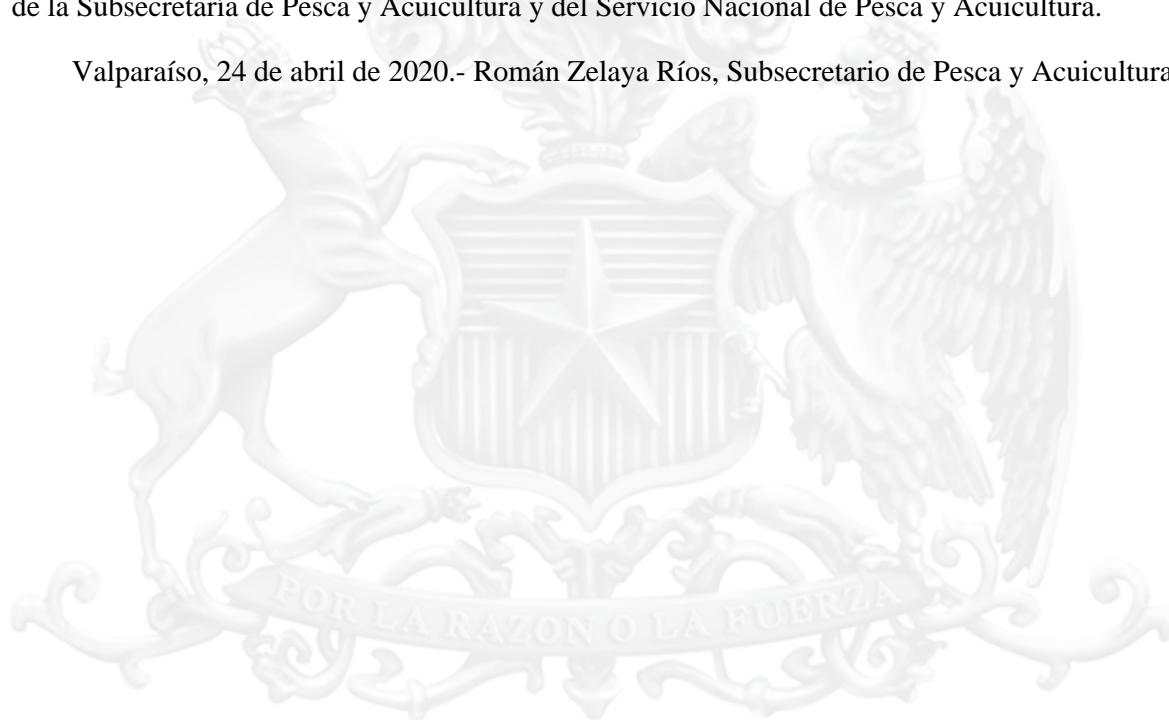 de la Subsecretaría de Pesca y Acuicultura y del Servicio Nacional de Pesca y Acuicultura.
Valparaíso, 24 de abril de 2020.- Román Zelaya Ríos, Subsecretario de Pesca y Acuicultura
POR LA RAZON O LA FUERZA